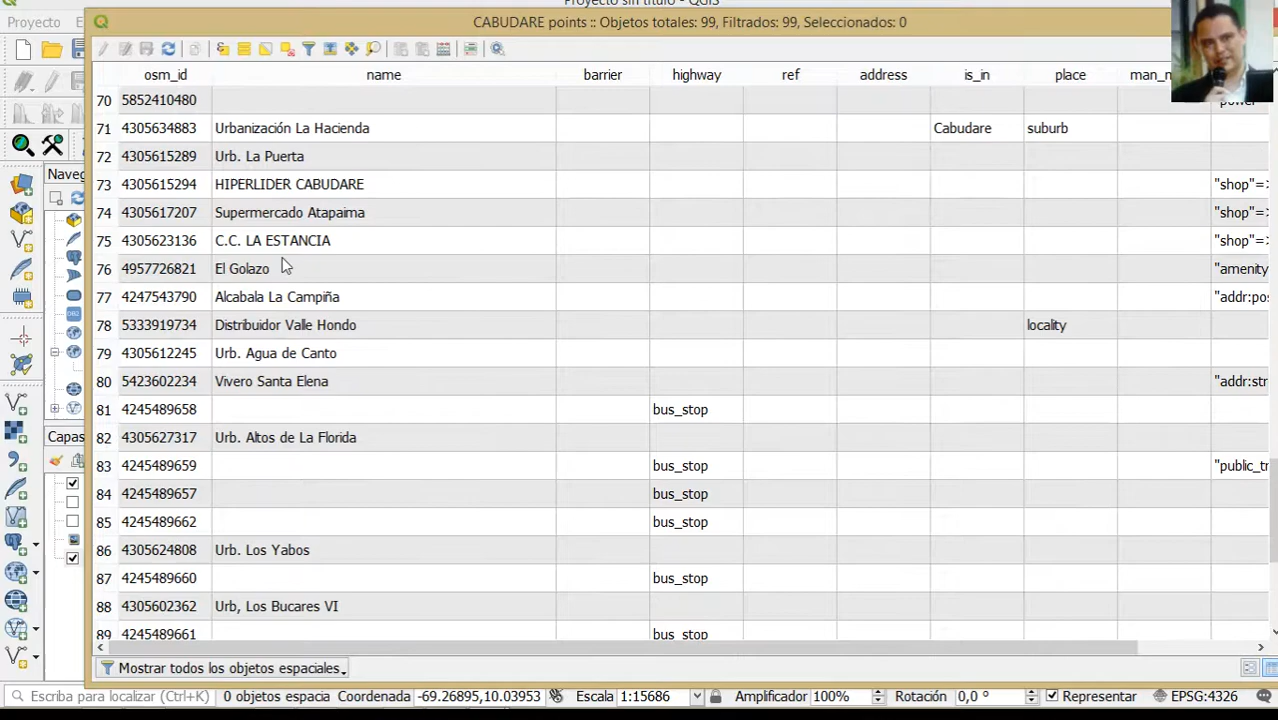 Proyecto sin título - QGIS
CABUDARE points :: Objetos totales: 99, Filtrados: 99, Seleccionados: 0
Proyecto
osm_id name barrier highway ref address is_in place
70 5852410480
71 4305634883 Urbanización La Hacienda Cabudare suburb
72 4305615289 Urb. La Puerta
73 4305615294 HIPERLIDER CABUDARE "shop"=>
74 4305617207 Supermercado Atapaima "shop"=>
75 4305623136 C.C. LA ESTANCIA "shop"=>
76 4957726821 El Golazo "amenity
77 4247543790 Alcabala La Campiña "addr:pos
78 5333919734 Distribuidor Valle Hondo locality
79 4305612245 Urb. Agua de Canto
80 5423602234 Vivero Santa Elena "addr:str
81 4245489658 bus_stop
82 4305627317 Urb. Altos de La Florida
83 4245489659 bus_stop "public_tr
84 4245489657 bus_stop
85 4245489662 bus_stop
86 4305624808 Urb. Los Yabos
87 4245489660 bus_stop
88 4305602362 Urb, Los Bucares VI
89 4245489661 bus_stop
Naveg
Capas
Mostrar todos los objetos espaciales
Escriba para localizar (Ctrl+K) 0 objetos espacia Coordenada -69.26895,10.03953 Escala 1:15686 Amplificador 100% Rotación 0,0 ° Representar EPSG:4326